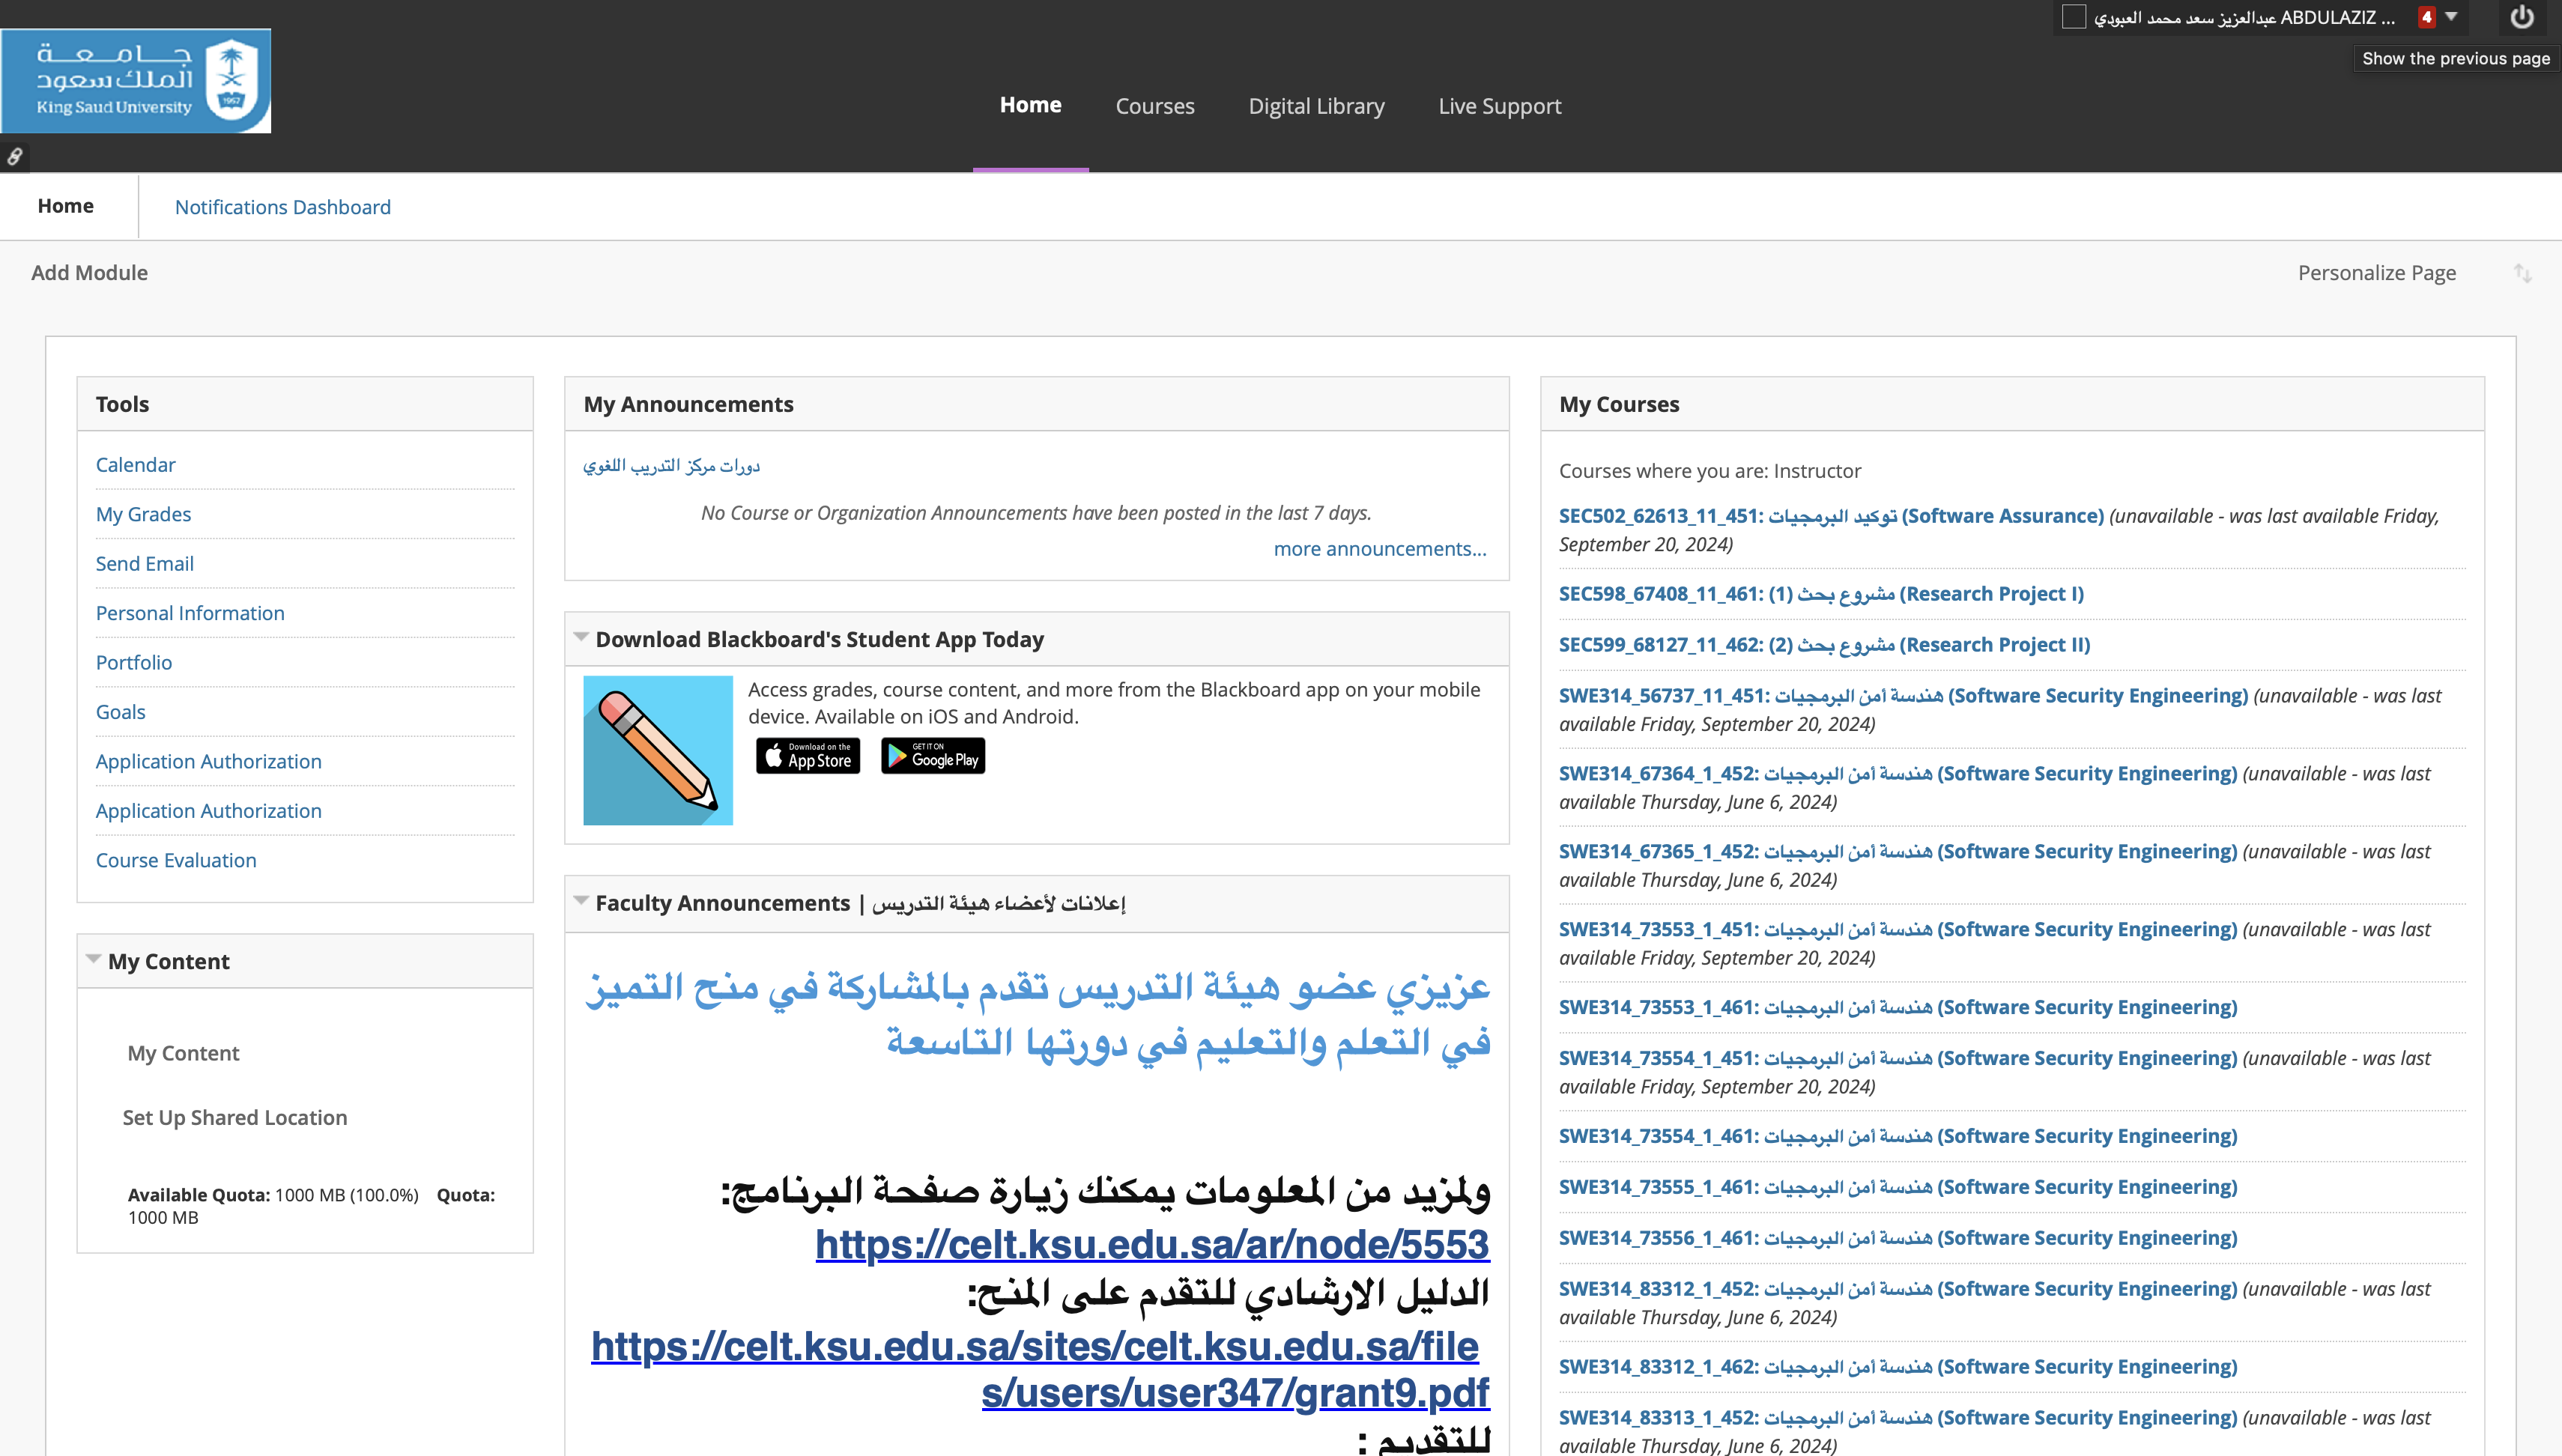 عبدالعزيز سعد محمد العبودي ABDULAZIZ ...
4
Show the previous page
جامعة
الملك سعود
King Saud University
1957
Home
Courses
Digital Library
Live Support
Home
Notifications Dashboard
Add Module
Personalize Page
Tools
Calendar
My Grades
Send Email
Personal Information
Portfolio
Goals
Application Authorization
Application Authorization
Course Evaluation
My Content
My Content
Set Up Shared Location
Available Quota: 1000 MB (100.0%) Quota:
1000 MB
My Announcements
دورات مركز التدريب اللغوي
No Course or Organization Announcements have been posted in the last 7 days.
more announcements...
Download Blackboard's Student App Today
Access grades, course content, and more from the Blackboard app on your mobile
device. Available on iOS and Android.
Download on the
App Store
GET IT ON
Google Play
Faculty Announcements | إعلانات لأعضاء هيئة التدريس
عزيزي عضو هيئة التدريس تقدم بالمشاركة في منح التميز
في التعلم والتعليم في دورتها التاسعة
ولمزيد من المعلومات يمكنك زيارة صفحة البرنامج:
https://celt.ksu.edu.sa/ar/node/5553
الدليل الارشادي للتقدم على المنح:
https://celt.ksu.edu.sa/sites/celt.ksu.edu.sa/file
s/users/user347/grant9.pdf
للتقديم :
My Courses
Courses where you are: Instructor
SEC502_62613_11_451: توكيد البرمجيات (Software Assurance) (unavailable - was last available Friday,
September 20, 2024)
SEC598_67408_11_461: مشروع بحث (1) (Research Project I)
SEC599_68127_11_462: مشروع بحث (2) (Research Project II)
SWE314_56737_11_451: هندسة أمن البرمجيات (Software Security Engineering) (unavailable - was last
available Friday, September 20, 2024)
SWE314_67364_1_452: هندسة أمن البرمجيات (Software Security Engineering) (unavailable - was last
available Thursday, June 6, 2024)
SWE314_67365_1_452: هندسة أمن البرمجيات (Software Security Engineering) (unavailable - was last
available Thursday, June 6, 2024)
SWE314_73553_1_451: هندسة أمن البرمجيات (Software Security Engineering) (unavailable - was last
available Friday, September 20, 2024)
SWE314_73553_1_461: هندسة أمن البرمجيات (Software Security Engineering)
SWE314_73554_1_451: هندسة أمن البرمجيات (Software Security Engineering) (unavailable - was last
available Friday, September 20, 2024)
SWE314_73554_1_461: هندسة أمن البرمجيات (Software Security Engineering)
SWE314_73555_1_461: هندسة أمن البرمجيات (Software Security Engineering)
SWE314_73556_1_461: هندسة أمن البرمجيات (Software Security Engineering)
SWE314_83312_1_452: هندسة أمن البرمجيات (Software Security Engineering) (unavailable - was last
available Thursday, June 6, 2024)
SWE314_83312_1_462: هندسة أمن البرمجيات (Software Security Engineering)
SWE314_83313_1_452: هندسة أمن البرمجيات (Software Security Engineering) (unavailable - was last
available Thursday, June 6, 2024)